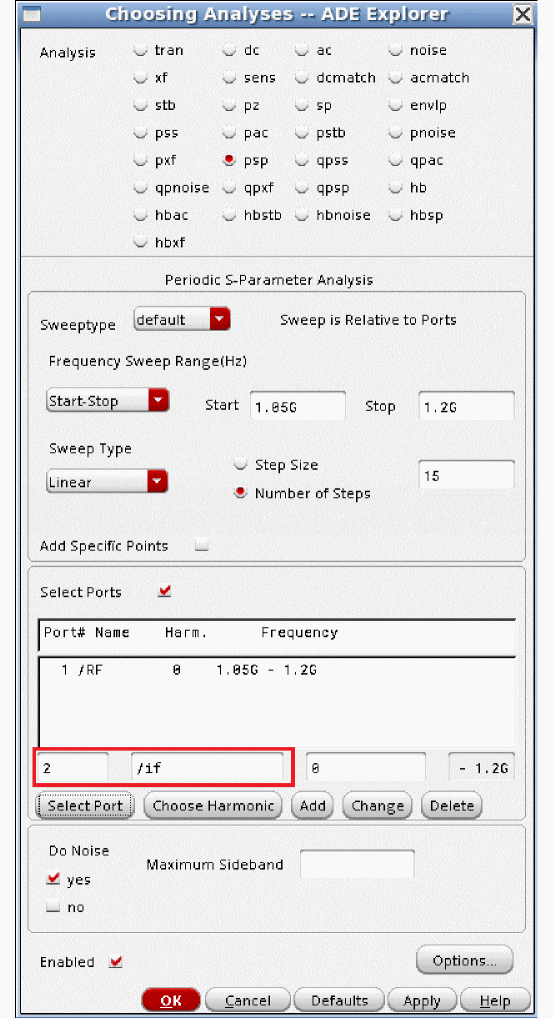 Choosing Analyses -- ADE Explorer
Analysis tran dc ac noise
xf sens dcmatch acmatch
stb pz sp envlp
pss pac pstb pnoise
pxf psp qpss qpac
qpnoise qpxf qpsp hb
hbac hbstb hbnoise hbsp
hbxf
Periodic S-Parameter Analysis
Sweeptype default Sweep is Relative to Ports
Frequency Sweep Range(Hz)
Start-Stop Start 1.05G Stop 1.2G
Sweep Type
Linear Step Size 15
Number of Steps
Add Specific Points
Select Ports
Port# Name Harm. Frequency
1 /RF 0 1.05G - 1.2G
2 /if 0 - 1.2G
Select Port Choose Harmonic Add Change Delete
Do Noise
Maximum Sideband
yes
no
Enabled Options...
OK Cancel Defaults Apply Help